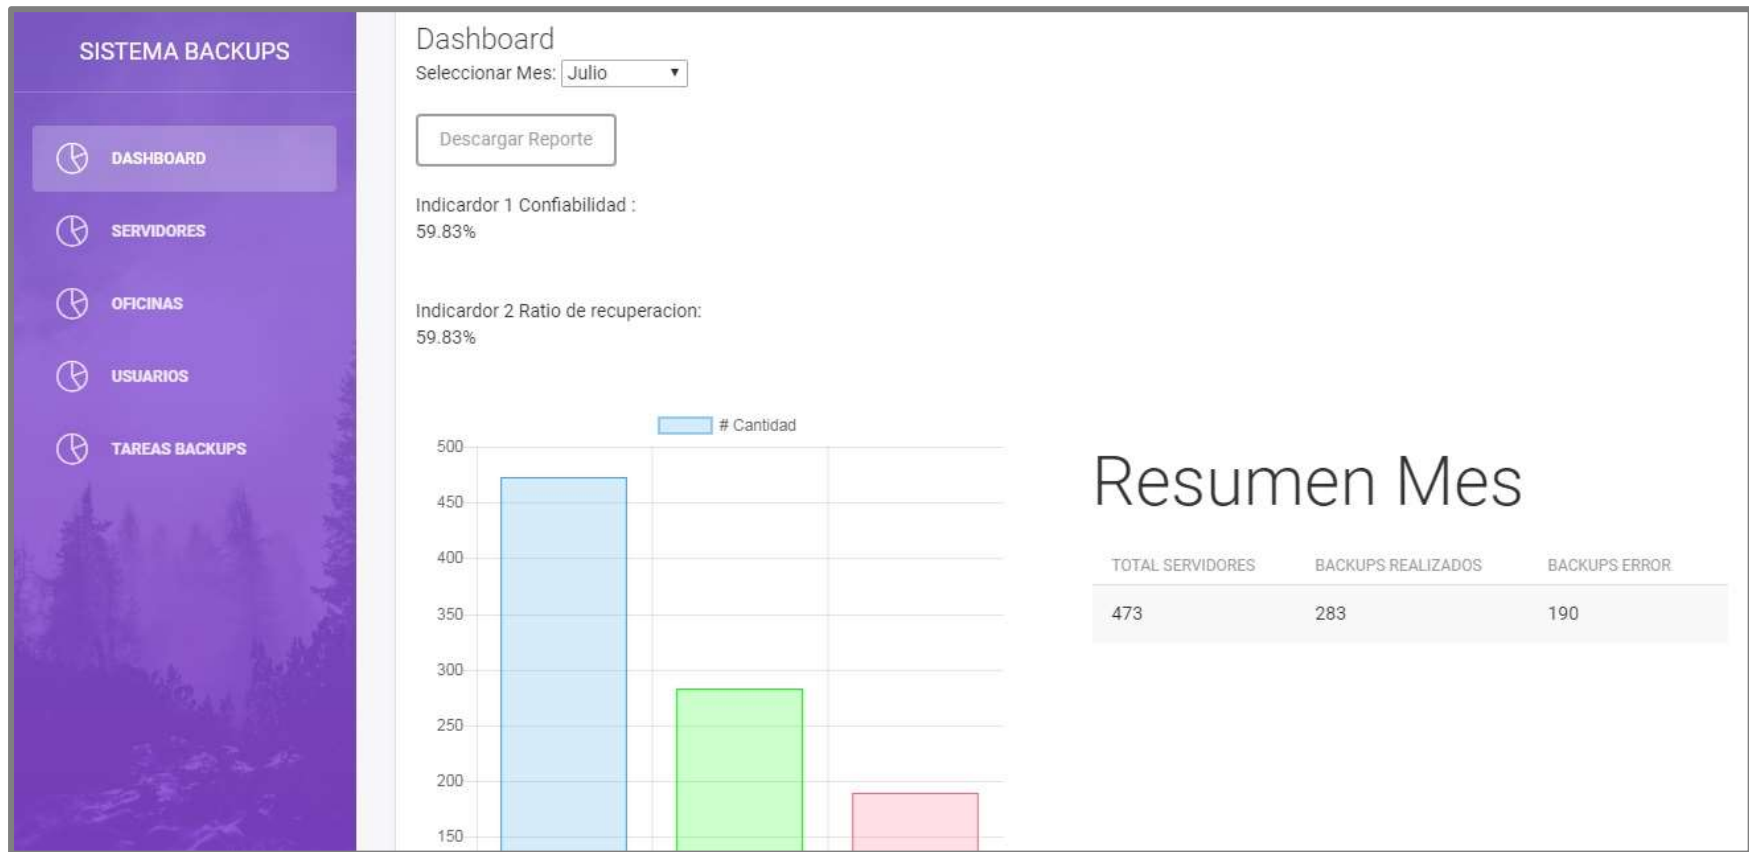 SISTEMA BACKUPS
DASHBOARD
SERVIDORES
OFICINAS
USUARIOS
TAREAS BACKUPS
Dashboard
Seleccionar Mes: Julio
Descargar Reporte
Indicardor 1 Confiabilidad :
59.83%
Indicardor 2 Ratio de recuperacion:
59.83%
# Cantidad
500
450
400
350
300
250
200
150
Resumen Mes
TOTAL SERVIDORES BACKUPS REALIZADOS BACKUPS ERROR
473 283 190